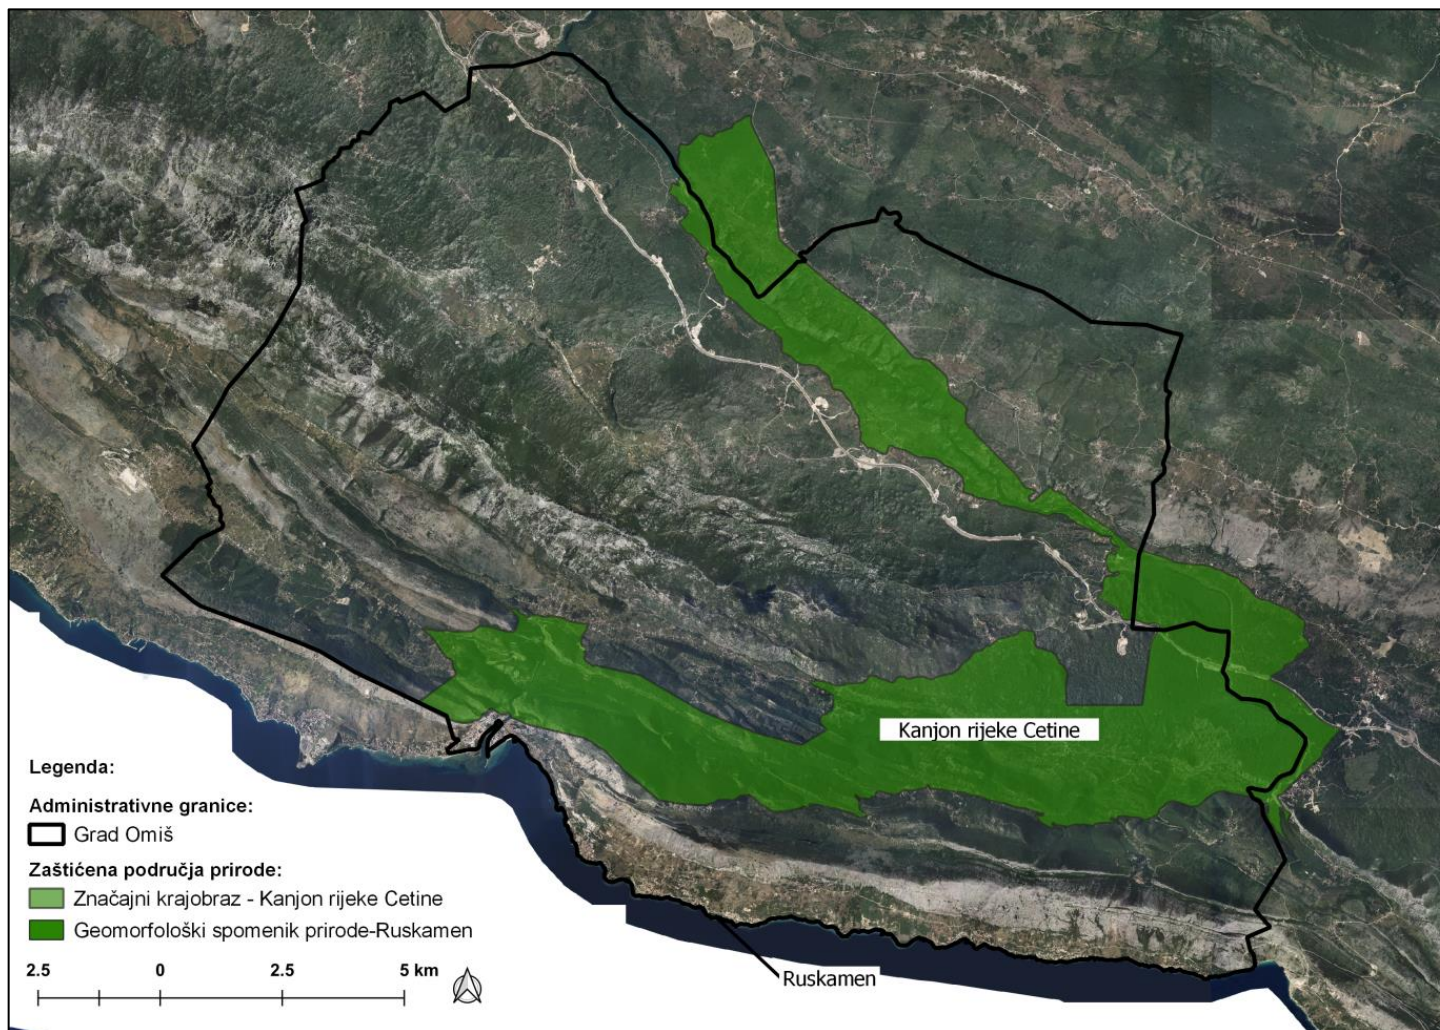 Kanjon rijeke Cetine
Legenda:
Administrativne granice:
Grad Omiš
Zaštićena područja prirode:
Značajni krajobraz - Kanjon rijeke Cetine
Geomorfološki spomenik prirode-Ruskamen
2.5 0 2.5 5 km
Ruskamen